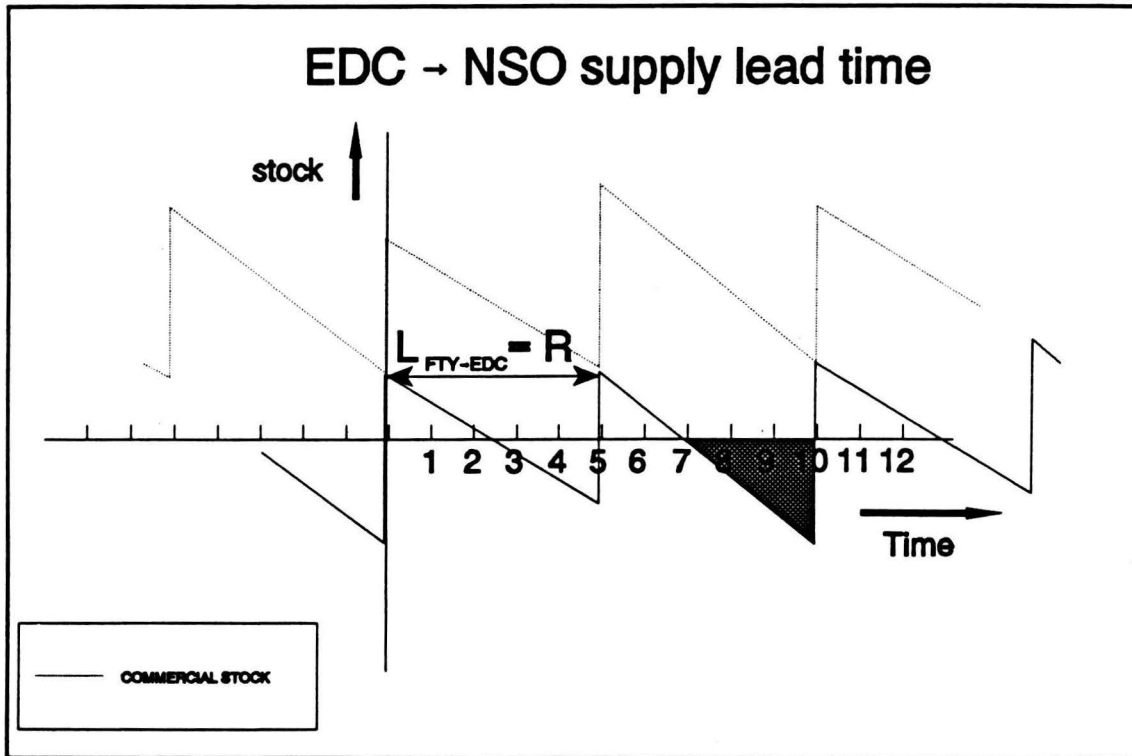 EDC → NSO supply lead time
stock
L FTY→EDC = R
1 2 3 4 5 6 7 8 9 10 11 12
Time
COMMERCIAL STOCK